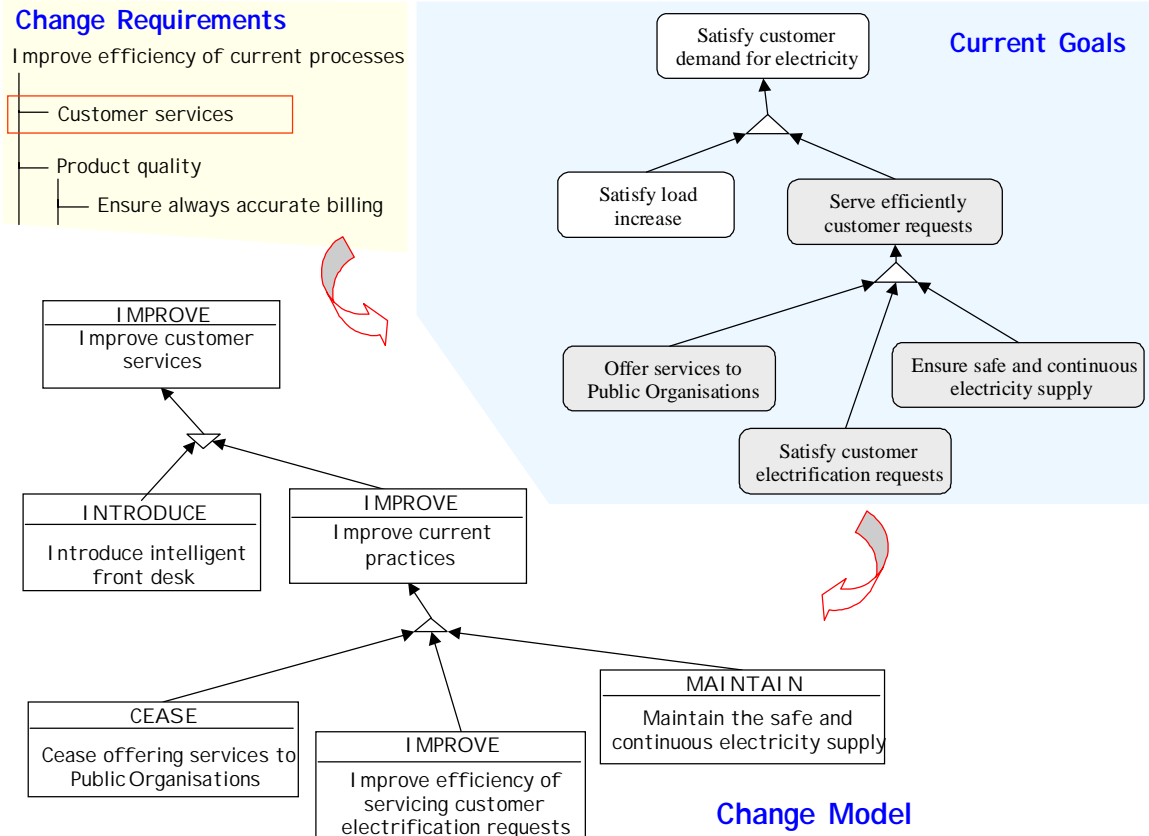 Change Requirements
Improve efficiency of current processes
Customer services
Product quality
Ensure always accurate billing
Current Goals
Satisfy customer
demand for electricity
Satisfy load
increase
Serve efficiently
customer requests
Offer services to
Public Organisations
Ensure safe and continuous
electricity supply
Satisfy customer
electrification requests
IMPROVE
Improve customer
services
INTRODUCE
Introduce intelligent
front desk
IMPROVE
Improve current
practices
CEASE
Cease offering services to
Public Organisations
IMPROVE
Improve efficiency of
servicing customer
electrification requests
MAINTAIN
Maintain the safe and
continuous electricity supply
Change Model